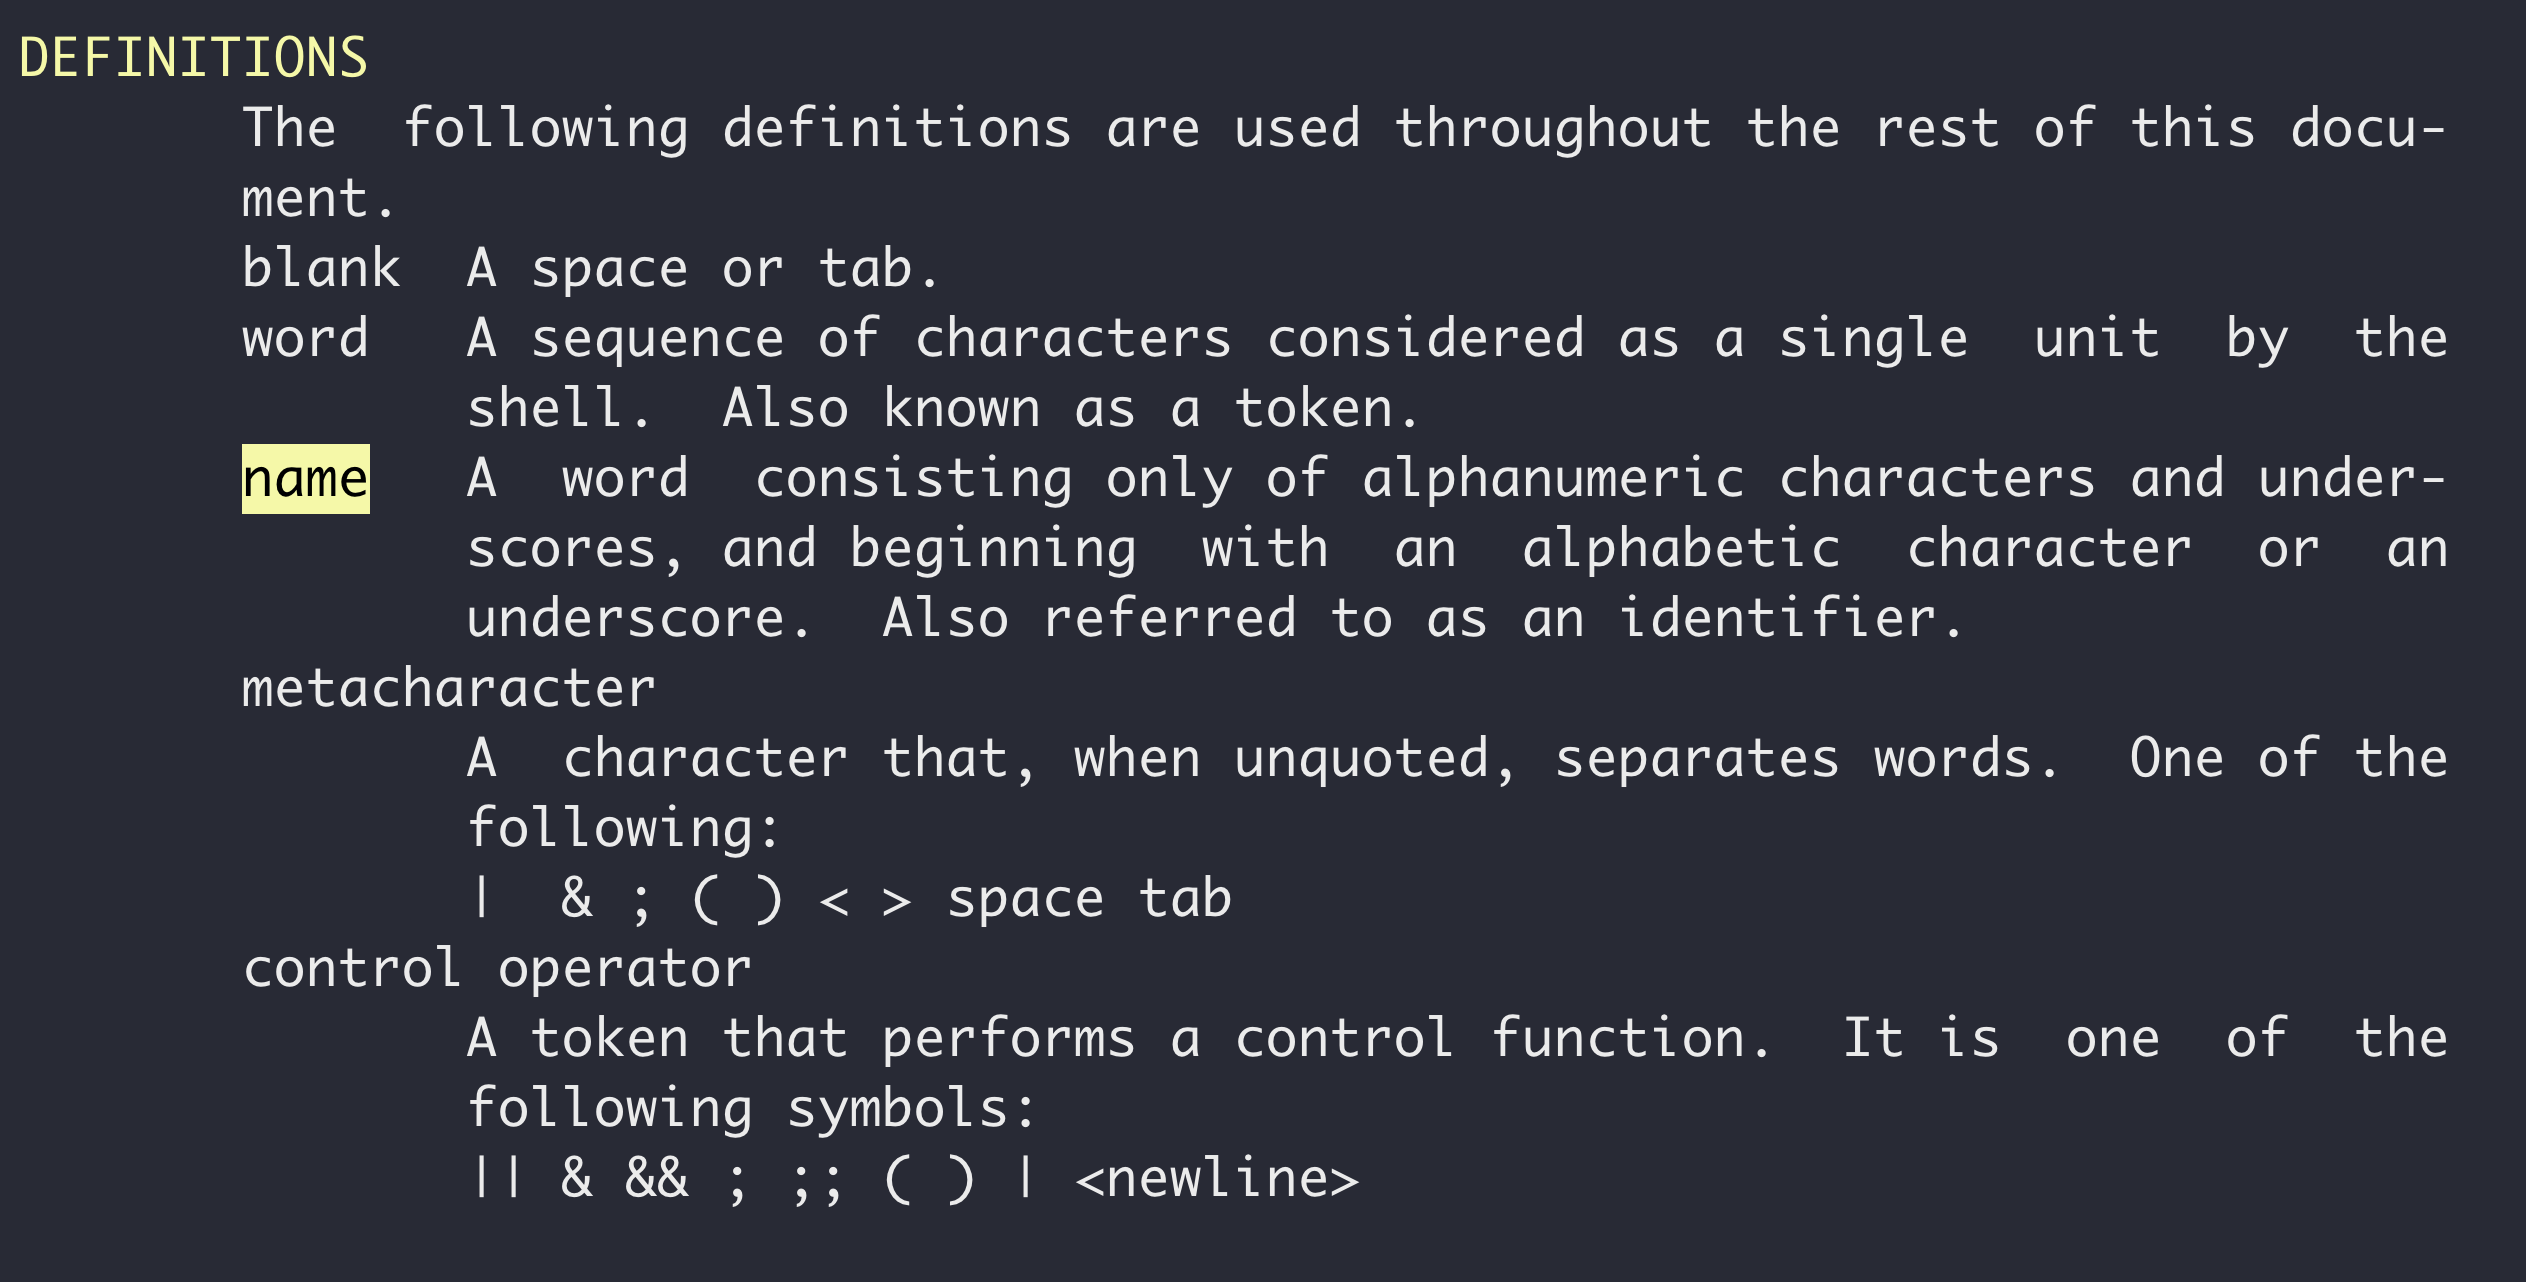 DEFINITIONS
The  following definitions are used throughout the rest of this docu-
ment.
blank  A space or tab.
word   A sequence of characters considered as a single  unit  by  the
shell.  Also known as a token.
name   A  word  consisting only of alphanumeric characters and under-
scores, and beginning  with  an  alphabetic  character  or  an
underscore.  Also referred to as an identifier.
metacharacter
A  character that, when unquoted, separates words.  One of the
following:
|  & ; ( ) < > space tab
control operator
A token that performs a control function.  It is  one  of  the
following symbols:
|| & && ; ;; ( ) | <newline>